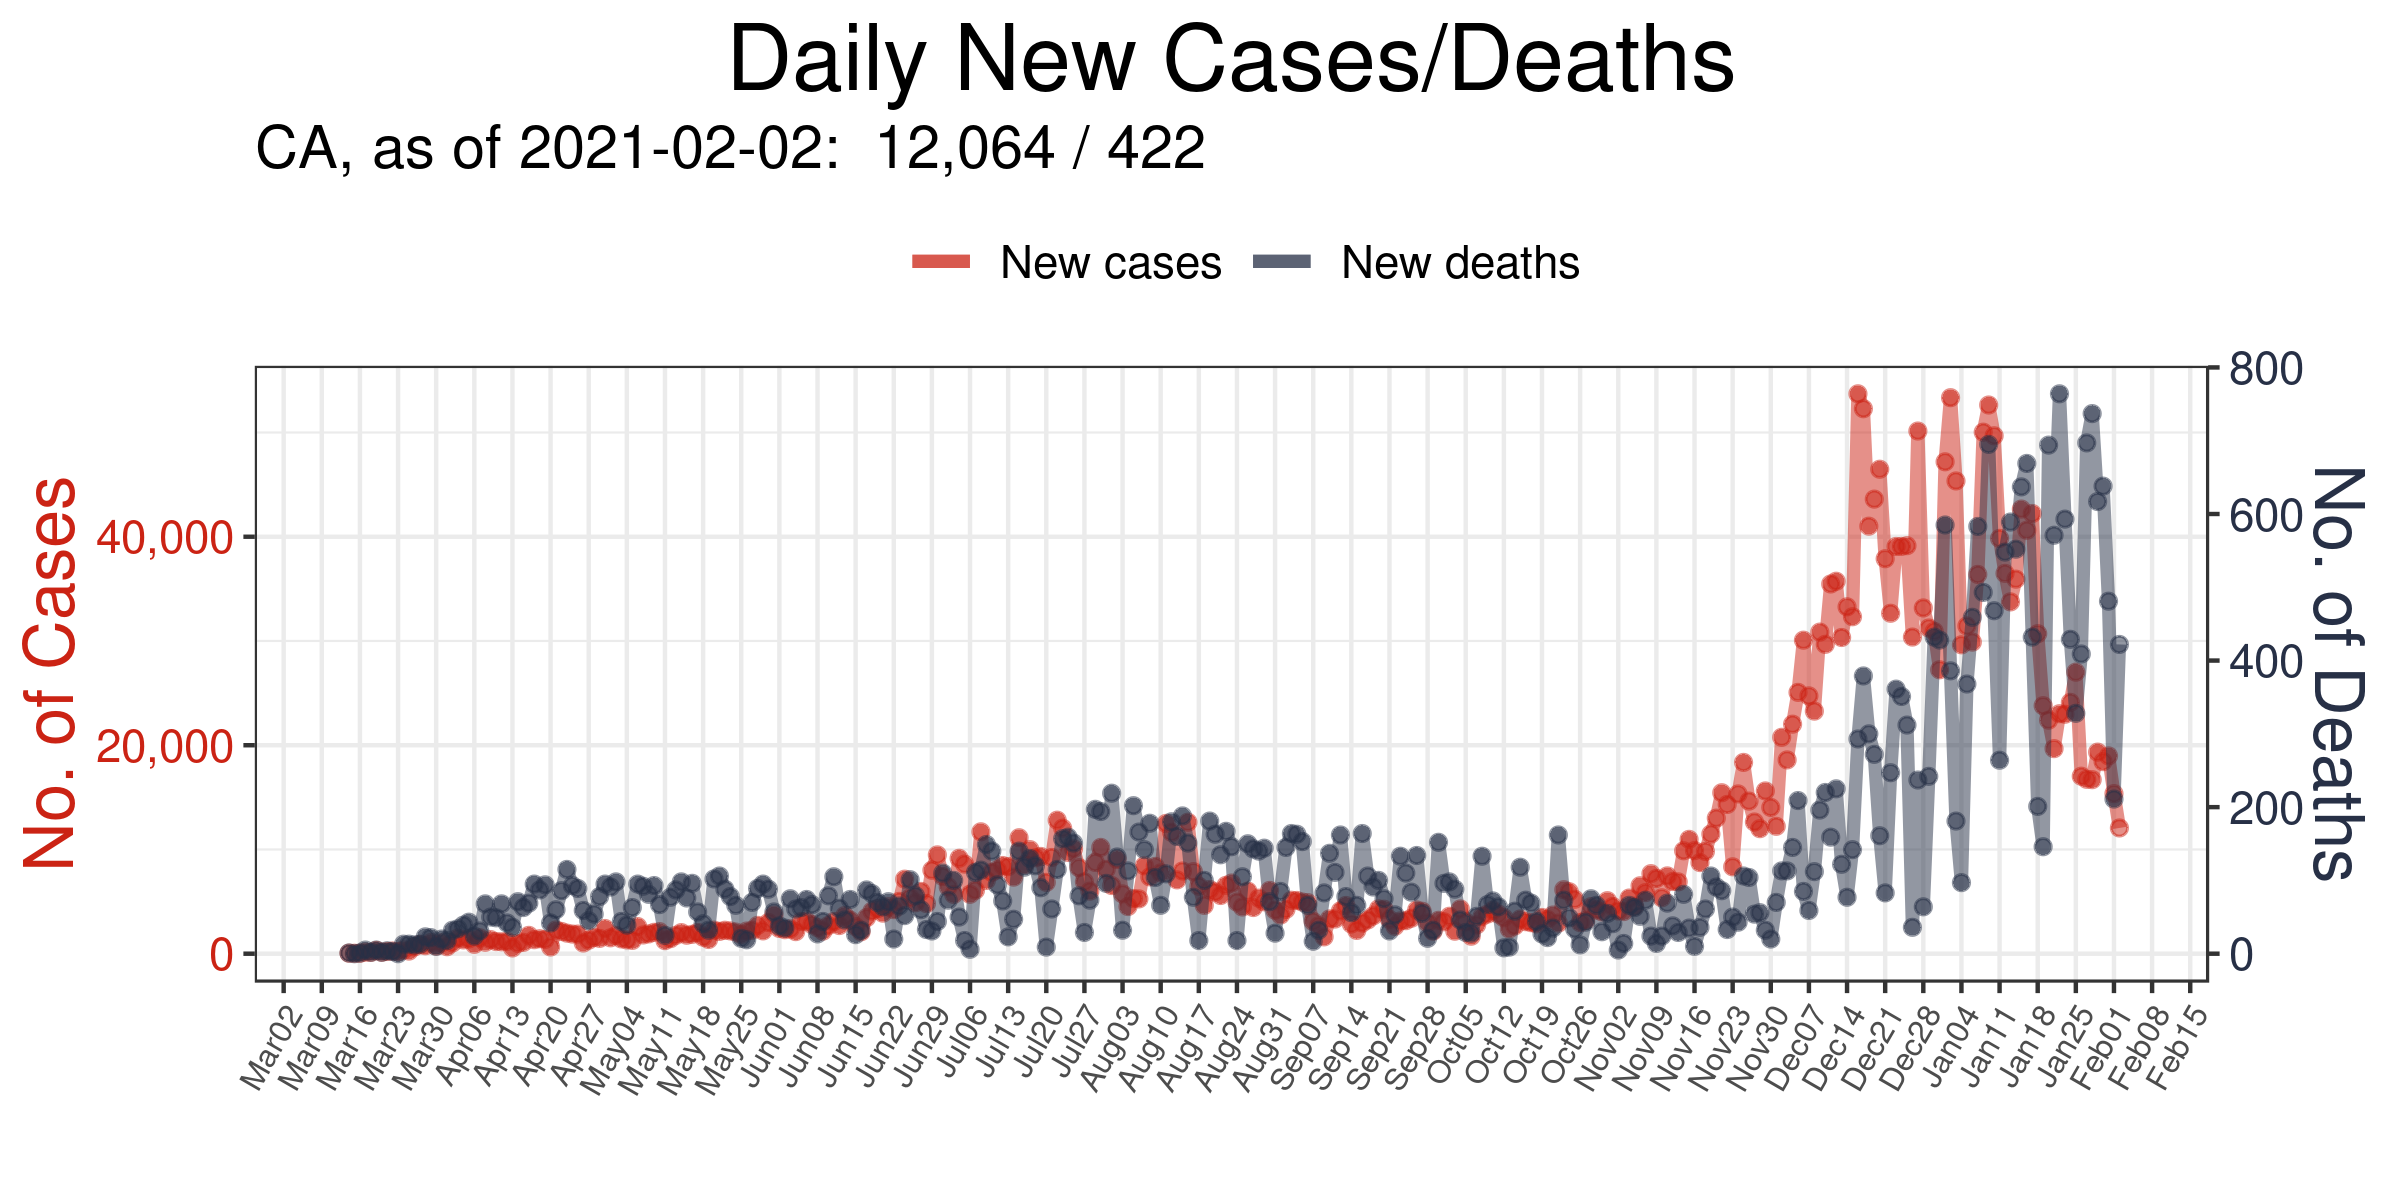 Daily New Cases/Deaths
CA, as of 2021-02-02: 12,064 / 422
New cases
New deaths
No. of Cases
40,000
20,000
0
800
600
400
200
0
No. of Deaths
Mar02
Mar09
Mar16
Mar23
Mar30
Apr06
Apr13
Apr20
Apr27
May04
May11
May18
May25
Jun01
Jun08
Jun15
Jun22
Jun29
Jul06
Jul13
Jul20
Jul27
Aug03
Aug10
Aug17
Aug24
Aug31
Sep07
Sep14
Sep21
Sep28
Oct05
Oct12
Oct19
Oct26
Nov02
Nov09
Nov16
Nov23
Nov30
Dec07
Dec14
Dec21
Dec28
Jan04
Jan11
Jan18
Jan25
Feb01
Feb08
Feb15